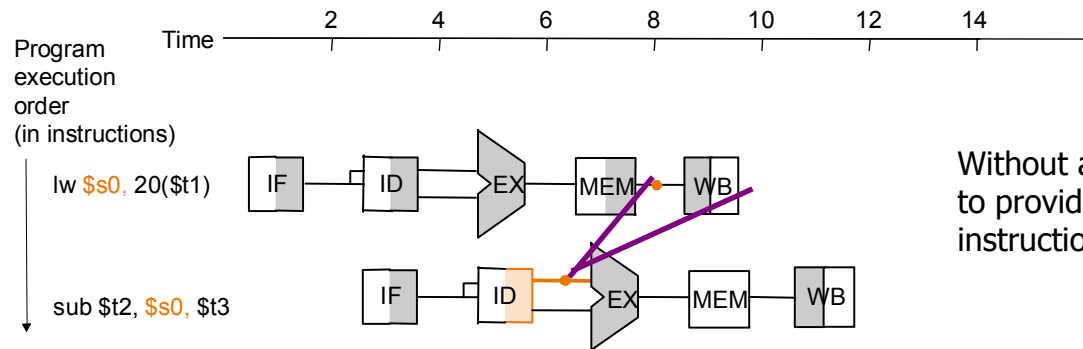 2 4 6 8 10 12 14
Time
Program
execution
order
(in instructions)
lw $s0, 20($t1)
IF ID EX MEM WB
Without
to provid
instructio
sub $t2, $s0, $t3
IF ID EX MEM WB